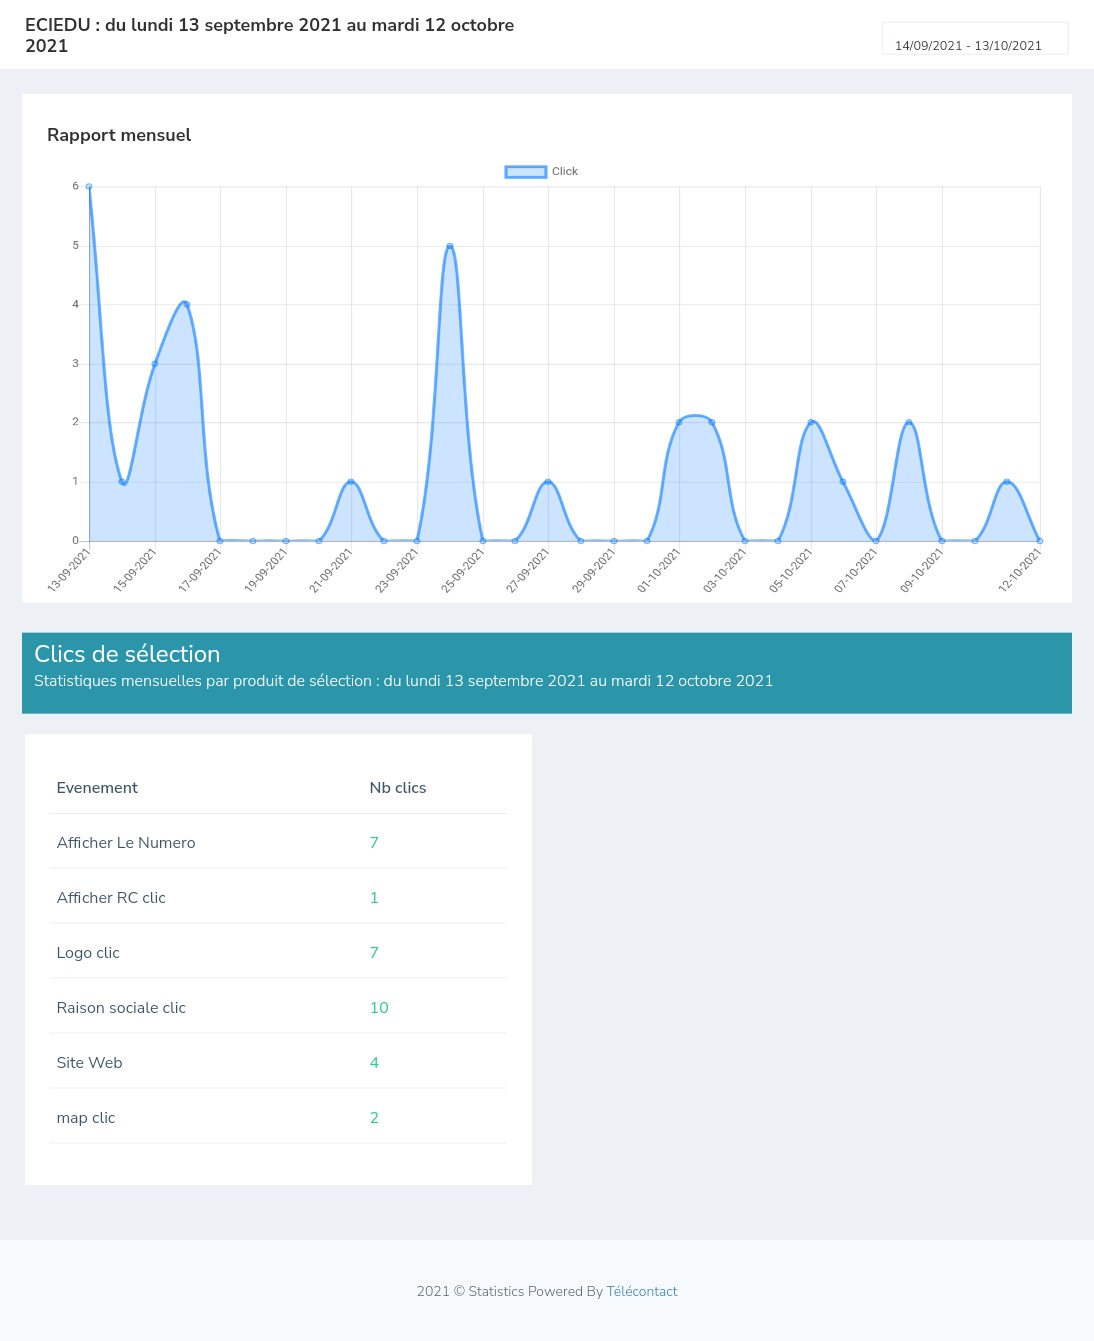 ECIEDU : du lundi 13 septembre 2021 au mardi 12 octobre
2021
14/09/2021 - 13/10/2021
Rapport mensuel
Click
6
5
4
3
2
1
0
13-09-2021
15-09-2021
17-09-2021
19-09-2021
21-09-2021
23-09-2021
25-09-2021
27-09-2021
29-09-2021
01-10-2021
03-10-2021
05-10-2021
07-10-2021
09-10-2021
12-10-2021
Clics de sélection
Statistiques mensuelles par produit de sélection : du lundi 13 septembre 2021 au mardi 12 octobre 2021
Evenement Nb clics
Afficher Le Numero 7
Afficher RC clic 1
Logo clic 7
Raison sociale clic 10
Site Web 4
map clic 2
2021 © Statistics Powered By Télécontact